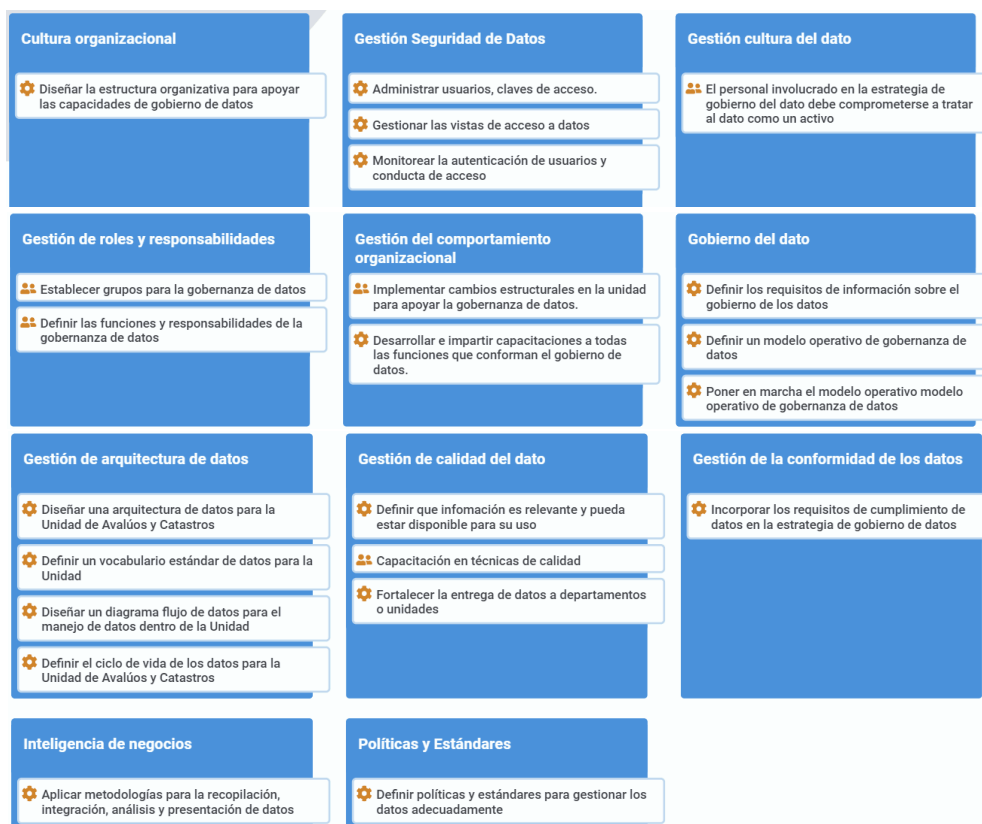 Cultura organizacional
Diseñar la estructura organizativa para apoyar
las capacidades de gobierno de datos
Gestión Seguridad de Datos
Administrar usuarios, claves de acceso.
Gestionar las vistas de acceso a datos
Monitorear la autenticación de usuarios y
conducta de acceso
Gestión cultura del dato
El personal involucrado en la estrategia de
gobierno del dato debe comprometerse a tratar
al dato como un activo
Gestión de roles y responsabilidades
Establecer grupos para la gobernanza de datos
Definir las funciones y responsabilidades de la
gobernanza de datos
Gestión del comportamiento
organizacional
Implementar cambios estructurales en la unidad
para apoyar la gobernanza de datos.
Desarrollar e impartir capacitaciones a todas
las funciones que conforman el gobierno de
datos.
Gobierno del dato
Definir los requisitos de información sobre el
gobierno de los datos
Definir un modelo operativo de gobernanza de
datos
Poner en marcha el modelo operativo modelo
operativo de gobernanza de datos
Gestión de arquitectura de datos
Diseñar una arquitectura de datos para la
Unidad de Avalúos y Catastros
Definir un vocabulario estándar de datos para la
Unidad
Diseñar un diagrama flujo de datos para el
manejo de datos dentro de la Unidad
Definir el ciclo de vida de los datos para la
Unidad de Avalúos y Catastros
Gestión de calidad del dato
Definir que infomación es relevante y pueda
estar disponible para su uso
Capacitación en técnicas de calidad
Fortalecer la entrega de datos a departamentos
o unidades
Gestión de la conformidad de los datos
Incorporar los requisitos de cumplimiento de
datos en la estrategia de gobierno de datos
Inteligencia de negocios
Aplicar metodologías para la recopilación,
integración, análisis y presentación de datos
Políticas y Estándares
Definir políticas y estándares para gestionar los
datos adecuadamente